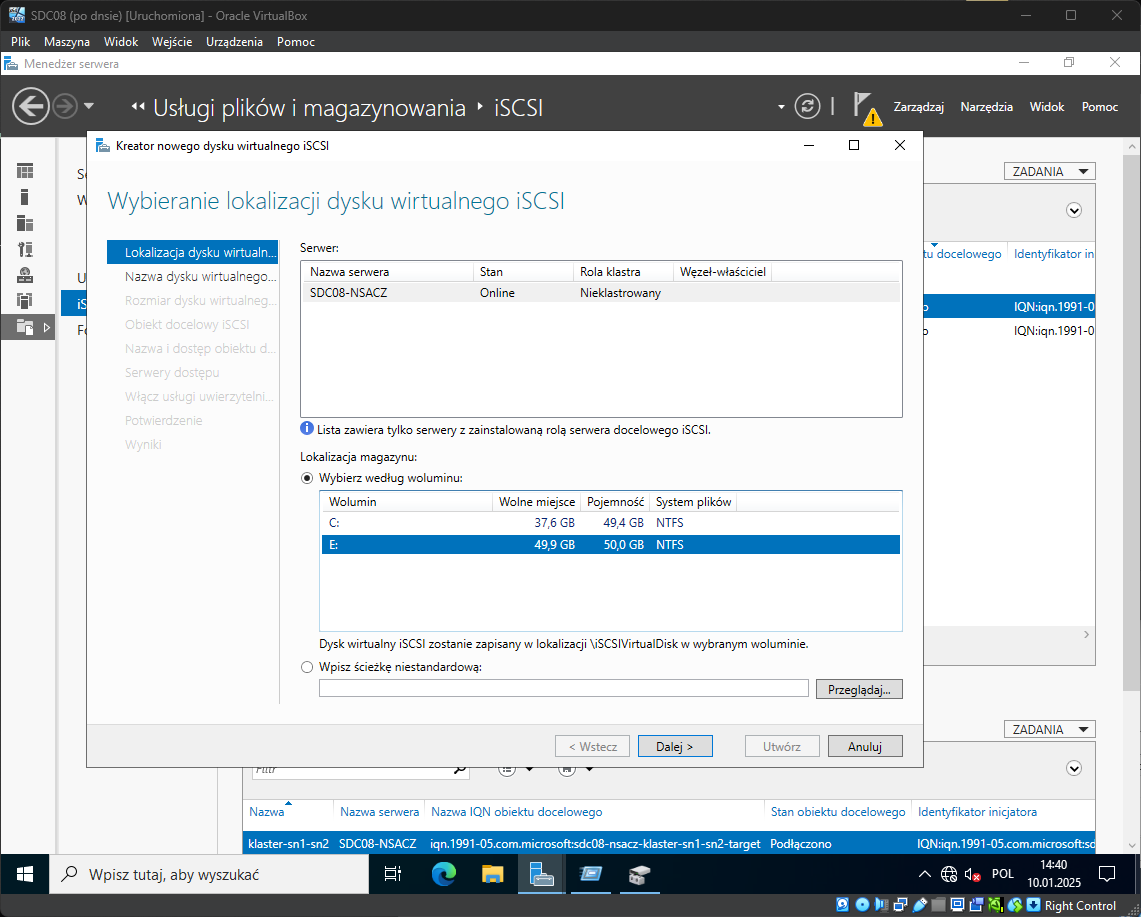 SDC08 (po dnsie) [Uruchomiona] - Oracle VirtualBox
Plik Maszyna Widok Wejście Urządzenia Pomoc
Menedżer serwera
Usługi plików i magazynowania iSCSI
Zarządzaj Narzędzia Widok Pomoc
Kreator nowego dysku wirtualnego iSCSI
ZADANIA
Wybieranie lokalizacji dysku wirtualnego iSCSI
Lokalizacja dysku wirtualn...
Nazwa dysku wirtualnego...
Rozmiar dysku wirtualneg...
Obiekt docelowy iSCSI
Nazwa i dostęp obiektu d...
Serwery dostępu
Włącz usługi uwierzytelni...
Potwierdzenie
Wyniki
Serwer:
Nazwa serwera Stan Rola klastra Węzeł-właściciel
SDC08-NSACZ Online Nieklastrowany
Lista zawiera tylko serwery z zainstalowaną rolą serwera docelowego iSCSI.
Lokalizacja magazynu:
Wybierz według woluminu:
Wolumin Wolne miejsce Pojemność System plików
C: 37,6 GB 49,4 GB NTFS
E: 49,9 GB 50,0 GB NTFS
Dysk wirtualny iSCSI zostanie zapisany w lokalizacji \iSCSIVirtualDisk w wybranym woluminie.
Wpisz ścieżkę niestandardową:
Przeglądaj...
< Wstecz Dalej > Utwórz Anuluj
tu docelowego Identyfikator in
o IQN:iqn.1991-0
o IQN:iqn.1991-0
ZADANIA
Filtr
Nazwa Nazwa serwera Nazwa IQN obiektu docelowego Stan obiektu docelowego Identyfikator inicjatora
klaster-sn1-sn2 SDC08-NSACZ iqn.1991-05.com.microsoft:sdc08-nsacz-klaster-sn1-sn2-target Podłączono IQN:iqn.1991-05.com.microsoft:sd
Wpisz tutaj, aby wyszukać
POL
14:40
10.01.2025
Right Control